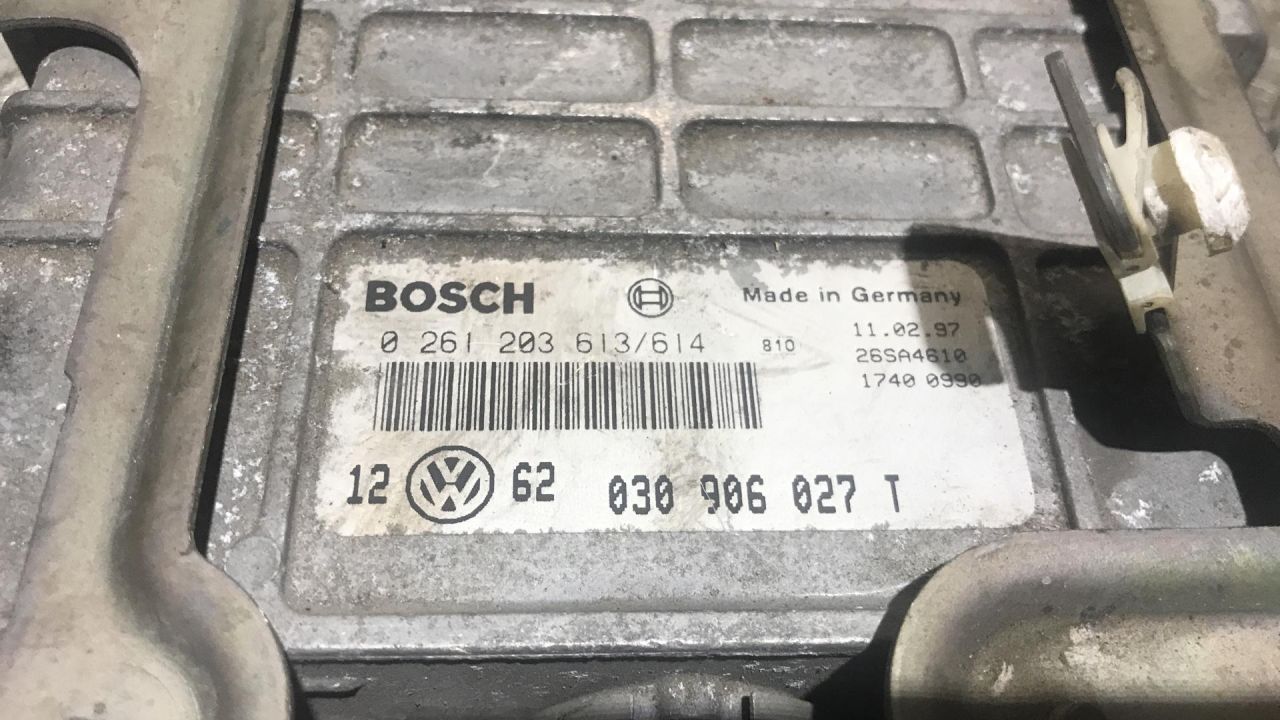 BOSCH
Made in Germany
0 261 203 613/614
810
11.02.97
26SA4610
1740 0990
12 VW 62 030 906 027 T